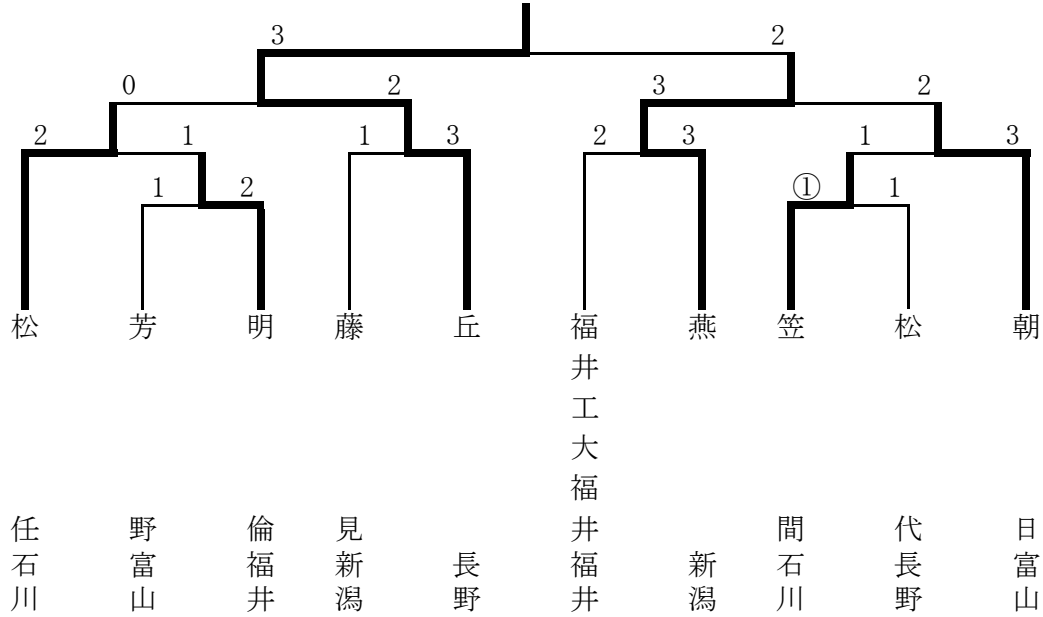 3 2
0 2 3 2
2 1 1 3 2 3 1 3
1 2 ① 1
松任石川
芳野富山
明倫福井
藤見新潟
丘長野
福井工大福井福井
燕新潟
笠間石川
松代長野
朝日富山